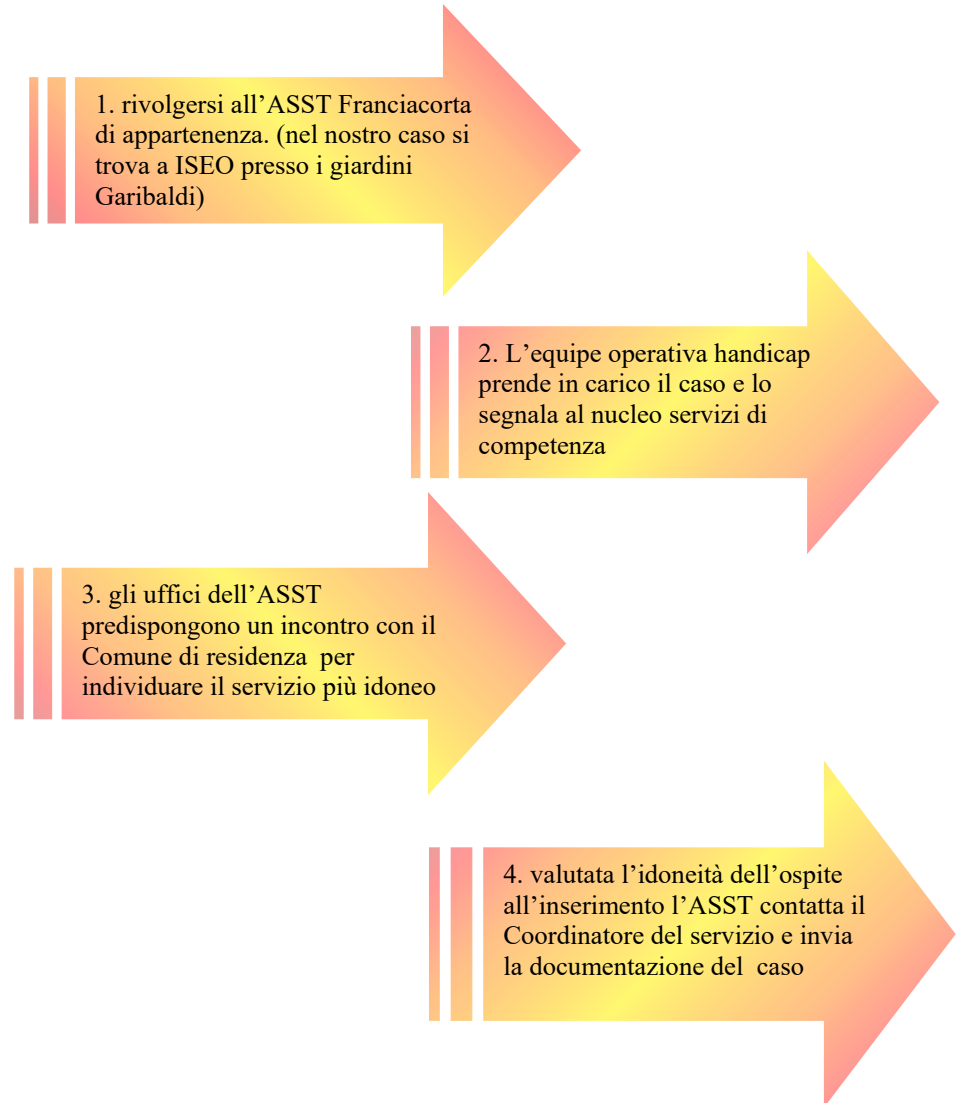 1. rivolgersi all’ASST Franciacorta
di appartenenza. (nel nostro caso si
trova a ISEO presso i giardini
Garibaldi)
2. L’equipe operativa handicap
prende in carico il caso e lo
segnala al nucleo servizi di
competenza
3. gli uffici dell’ASST
predispongono un incontro con il
Comune di residenza  per
individuare il servizio più idoneo
4. valutata l’idoneità dell’ospite
all’inserimento l’ASST contatta il
Coordinatore del servizio e invia
la documentazione del  caso